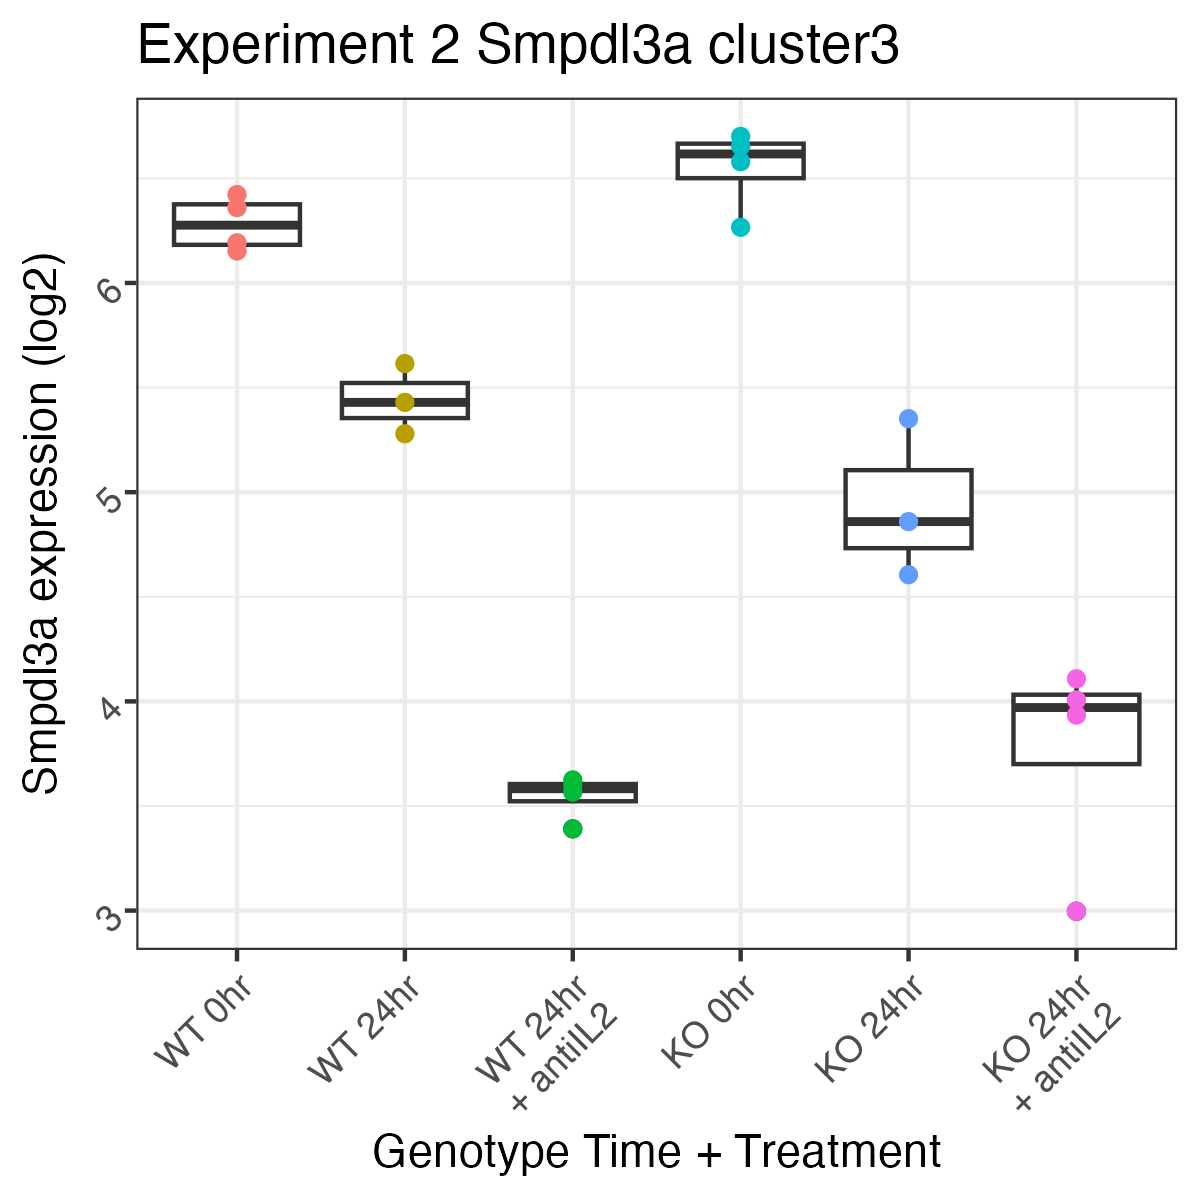 Experiment 2 Smpdl3a cluster3
Smpdl3a expression (log2)
6
5
4
3
WT 0hr
WT 24hr
WT 24hr
+ antiIL2
KO 0hr
KO 24hr
KO 24hr
+ antiIL2
Genotype Time + Treatment